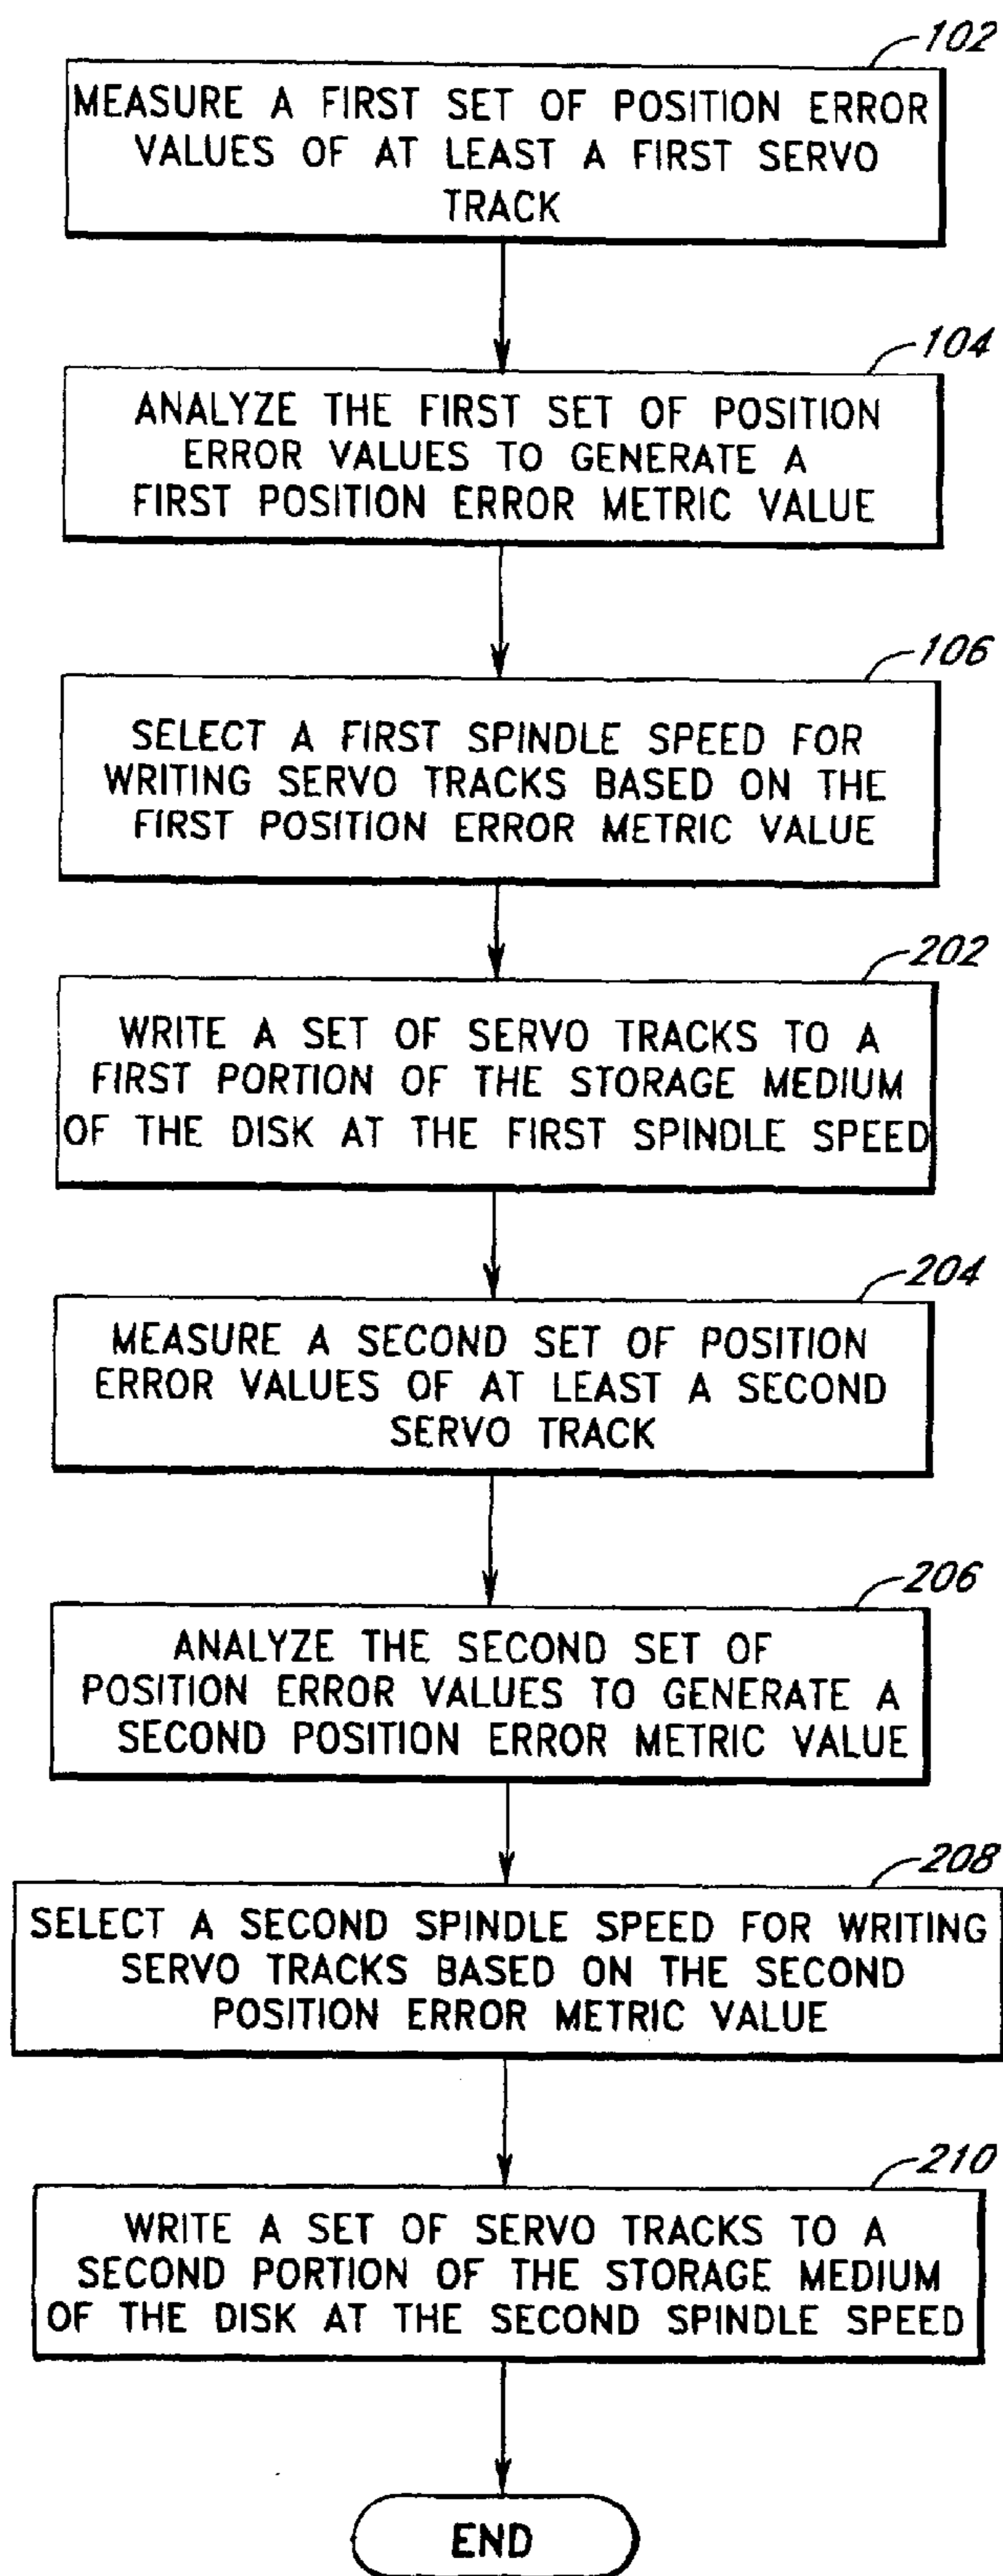 102
MEASURE A FIRST SET OF POSITION ERROR
VALUES OF AT LEAST A FIRST SERVO
TRACK
104
ANALYZE THE FIRST SET OF POSITION
ERROR VALUES TO GENERATE A
FIRST POSITION ERROR METRIC VALUE
106
SELECT A FIRST SPINDLE SPEED FOR
WRITING SERVO TRACKS BASED ON THE
FIRST POSITION ERROR METRIC VALUE
202
WRITE A SET OF SERVO TRACKS TO A
FIRST PORTION OF THE STORAGE MEDIUM
OF THE DISK AT THE FIRST SPINDLE SPEED
204
MEASURE A SECOND SET OF POSITION
ERROR VALUES OF AT LEAST A SECOND
SERVO TRACK
206
ANALYZE THE SECOND SET OF
POSITION ERROR VALUES TO GENERATE A
SECOND POSITION ERROR METRIC VALUE
208
SELECT A SECOND SPINDLE SPEED FOR WRITING
SERVO TRACKS BASED ON THE SECOND
POSITION ERROR METRIC VALUE
210
WRITE A SET OF SERVO TRACKS TO A
SECOND PORTION OF THE STORAGE MEDIUM
OF THE DISK AT THE SECOND SPINDLE SPEED
END